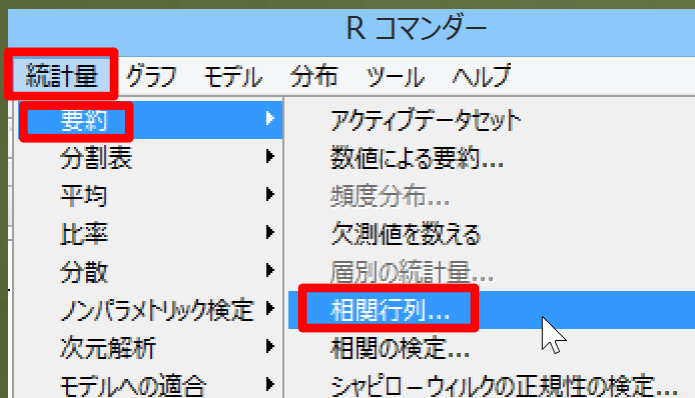 R コマンダー
統計量 グラフ モデル 分布 ツール ヘルプ
要約
分割表
平均
比率
分散
ノンパラメトリック検定
次元解析
モデルへの適合
アクティブデータセット
数値による要約...
頻度分布...
欠測値を数える
層別の統計量...
相関行列...
相関の検定...
シャピローウィルクの正規性の検定...